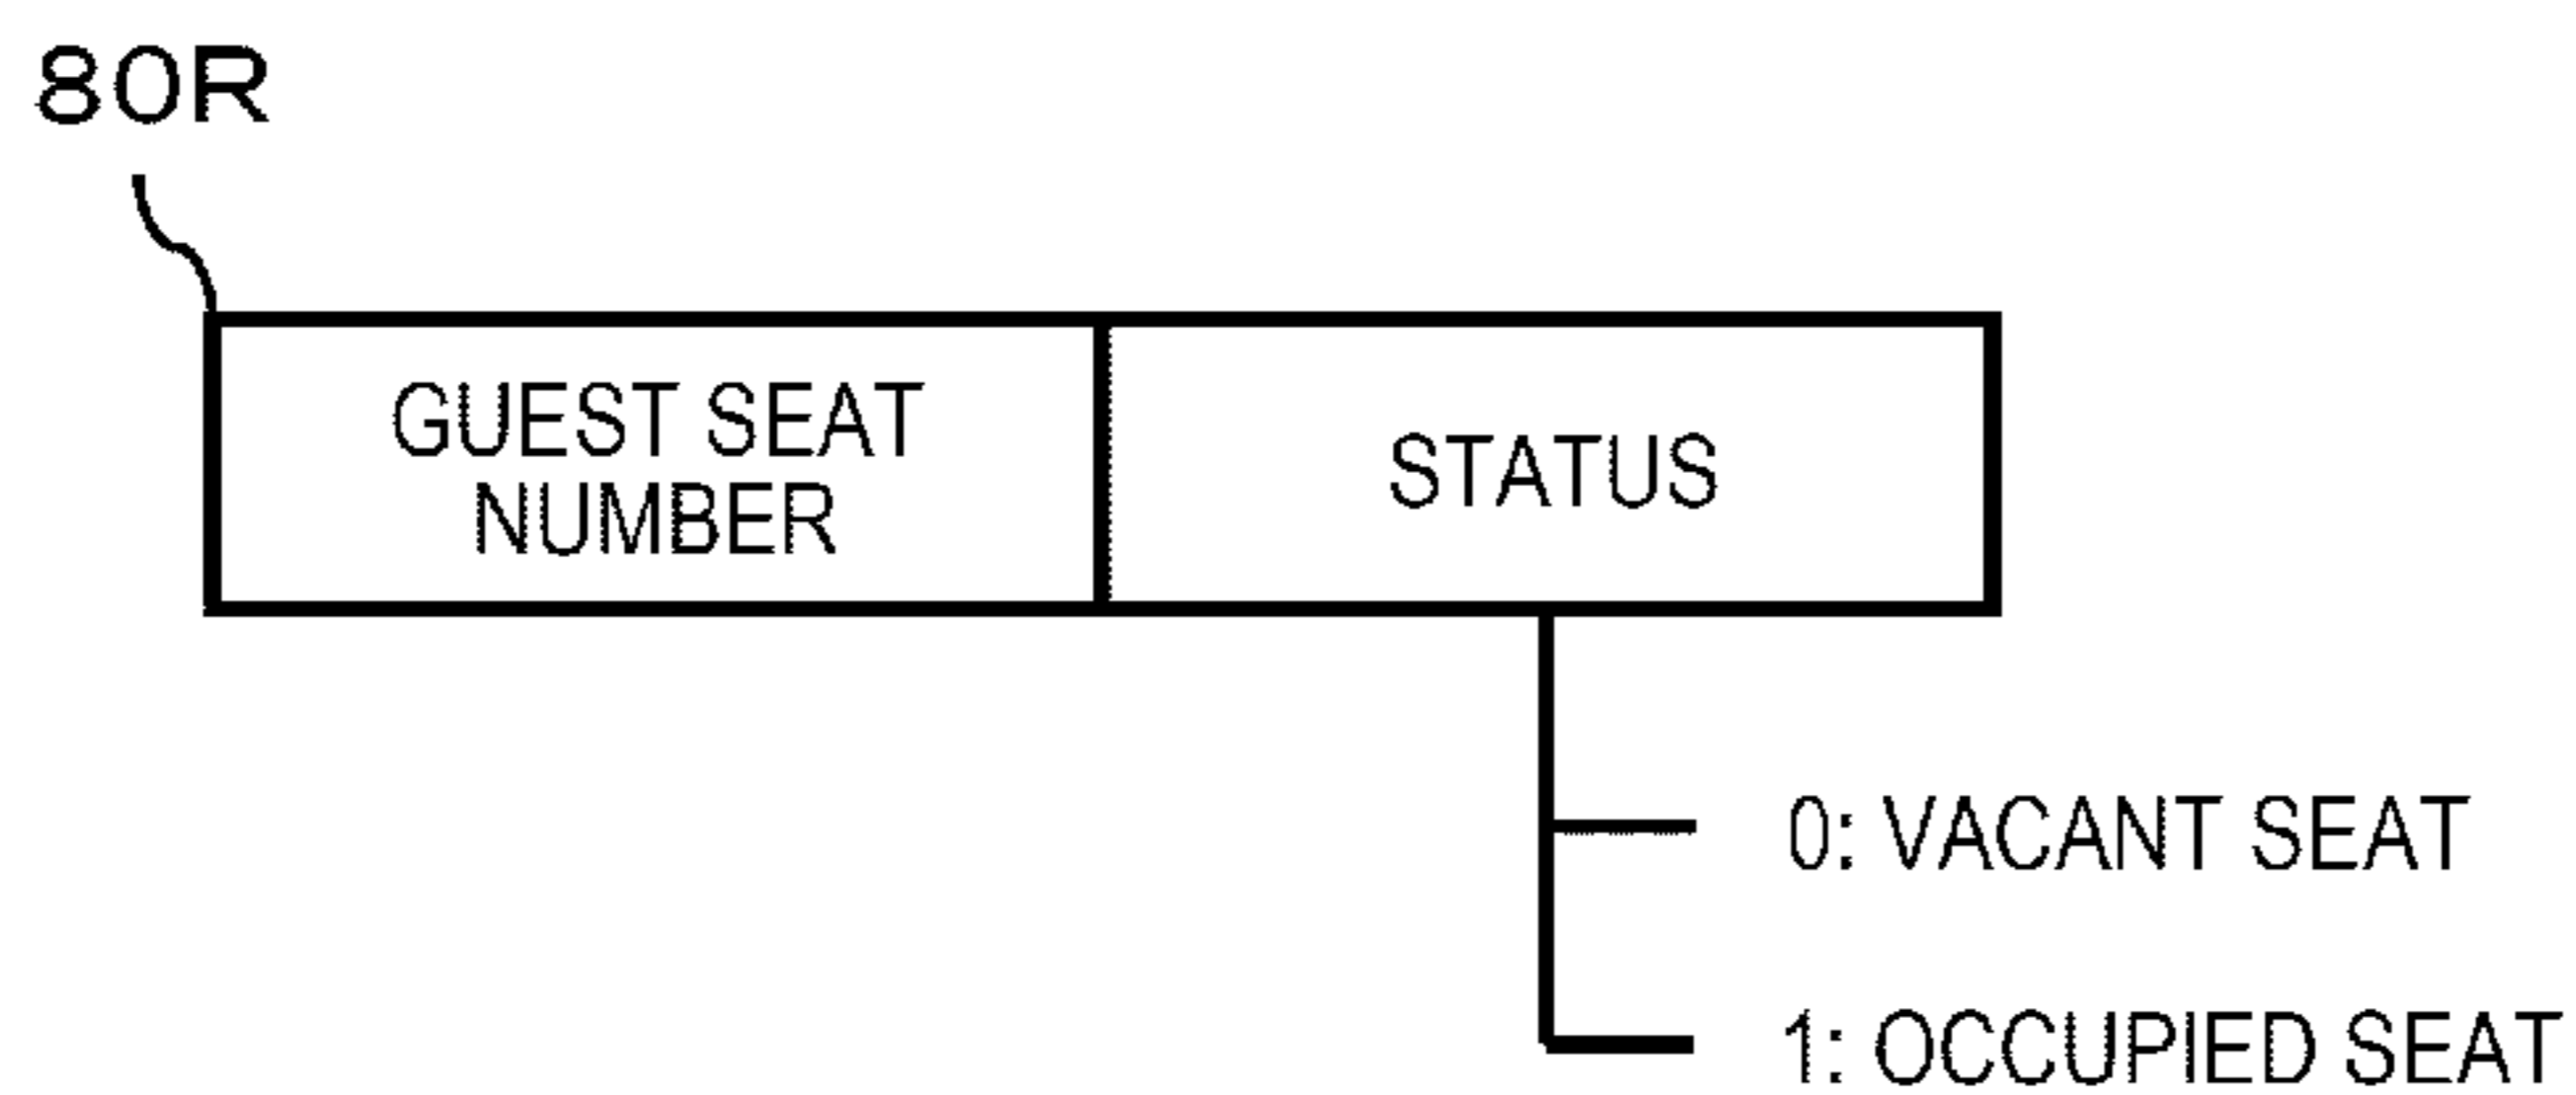 80R
GUEST SEAT
NUMBER
STATUS
0: VACANT SEAT
1: OCCUPIED SEAT